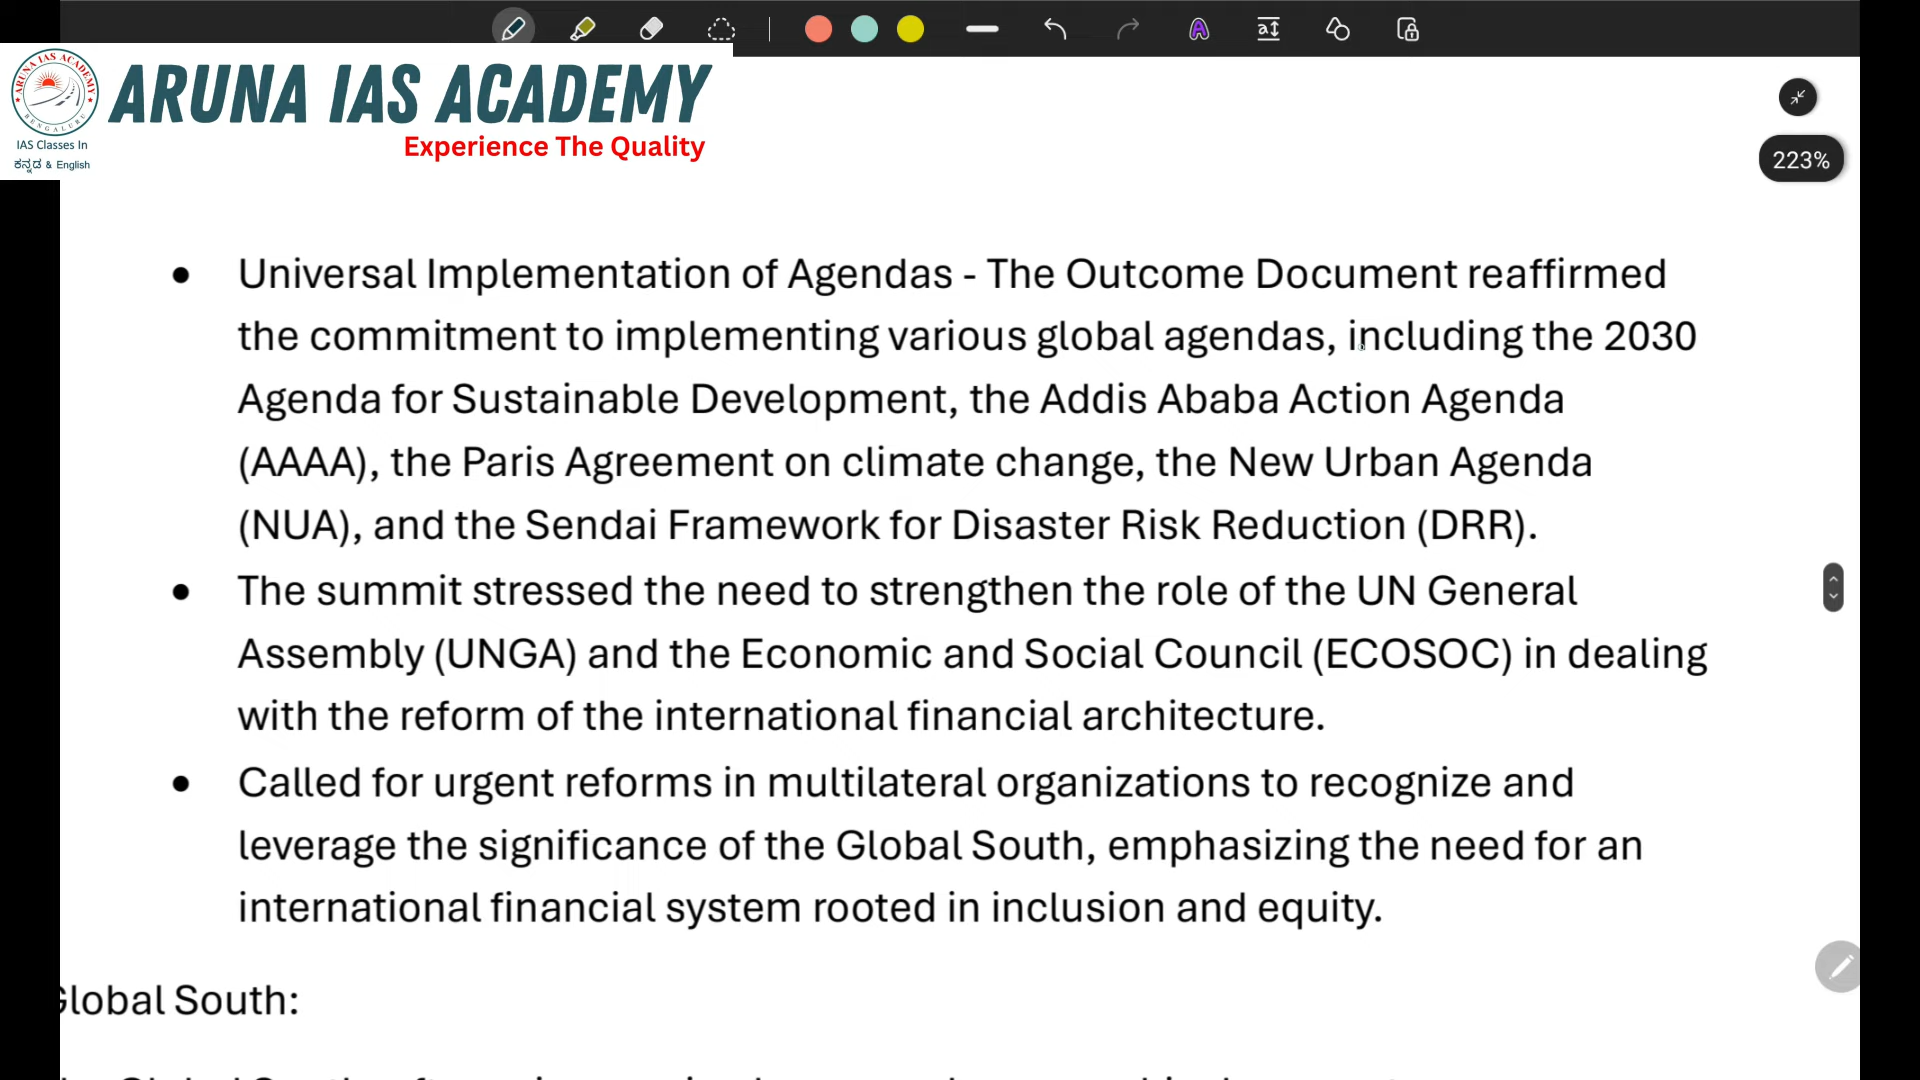 ARUNA IAS ACADEMY
Experience The Quality
ARUNA IAS ACADEMY
BENGALURU
IAS Classes In
ಕನ್ನಡ & English
223%
• Universal Implementation of Agendas - The Outcome Document reaffirmed
the commitment to implementing various global agendas, including the 2030
Agenda for Sustainable Development, the Addis Ababa Action Agenda
(AAAA), the Paris Agreement on climate change, the New Urban Agenda
(NUA), and the Sendai Framework for Disaster Risk Reduction (DRR).
• The summit stressed the need to strengthen the role of the UN General
Assembly (UNGA) and the Economic and Social Council (ECOSOC) in dealing
with the reform of the international financial architecture.
• Called for urgent reforms in multilateral organizations to recognize and
leverage the significance of the Global South, emphasizing the need for an
international financial system rooted in inclusion and equity.
Global South: